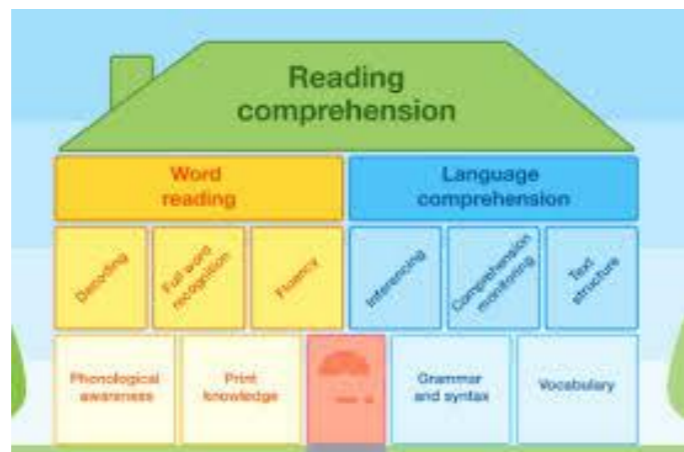 Reading
comprehension
Word
reading
Language
comprehension
Decoding
Full word
recognition
Fluency
Inferencing
Comprehension
monitoring
Text
structure
Phonological
awareness
Print
knowledge
Grammar
and syntax
Vocabulary